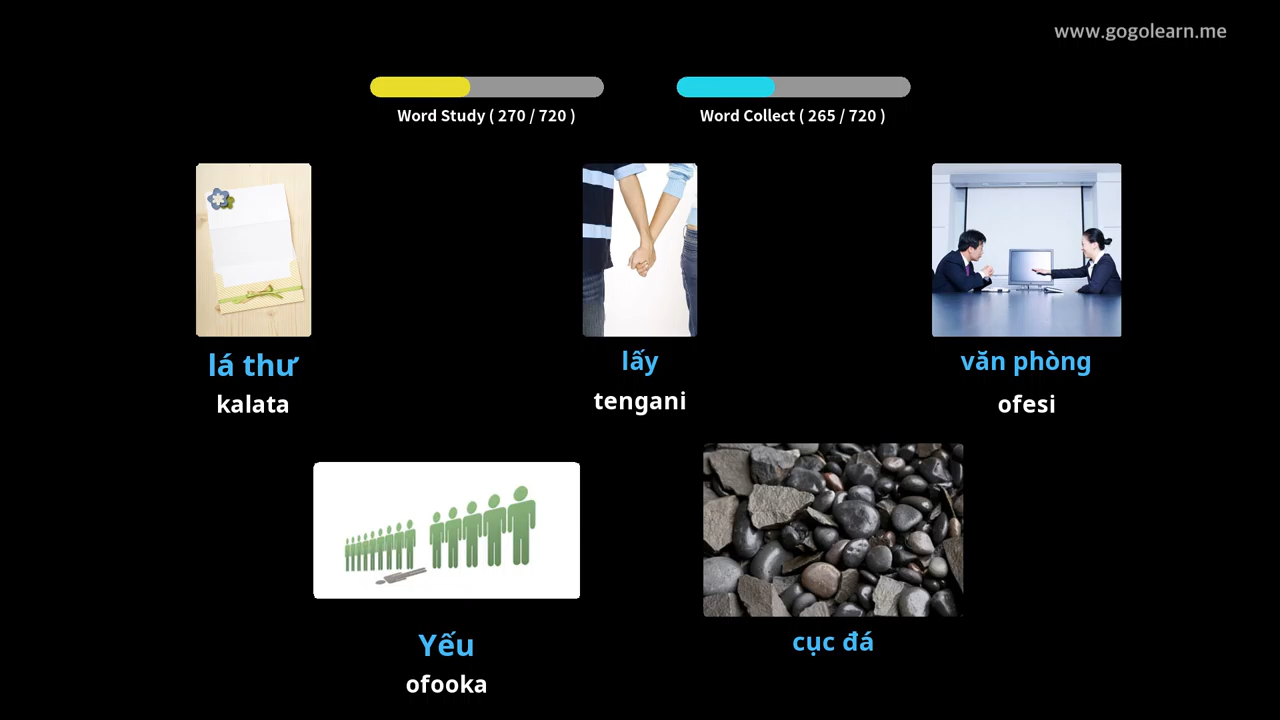 www.gogolearn.me
Word Study ( 270 / 720 )
Word Collect ( 265 / 720 )
lá thư
kalata
lấy
tengani
văn phòng
ofesi
Yếu
ofooka
cục đá